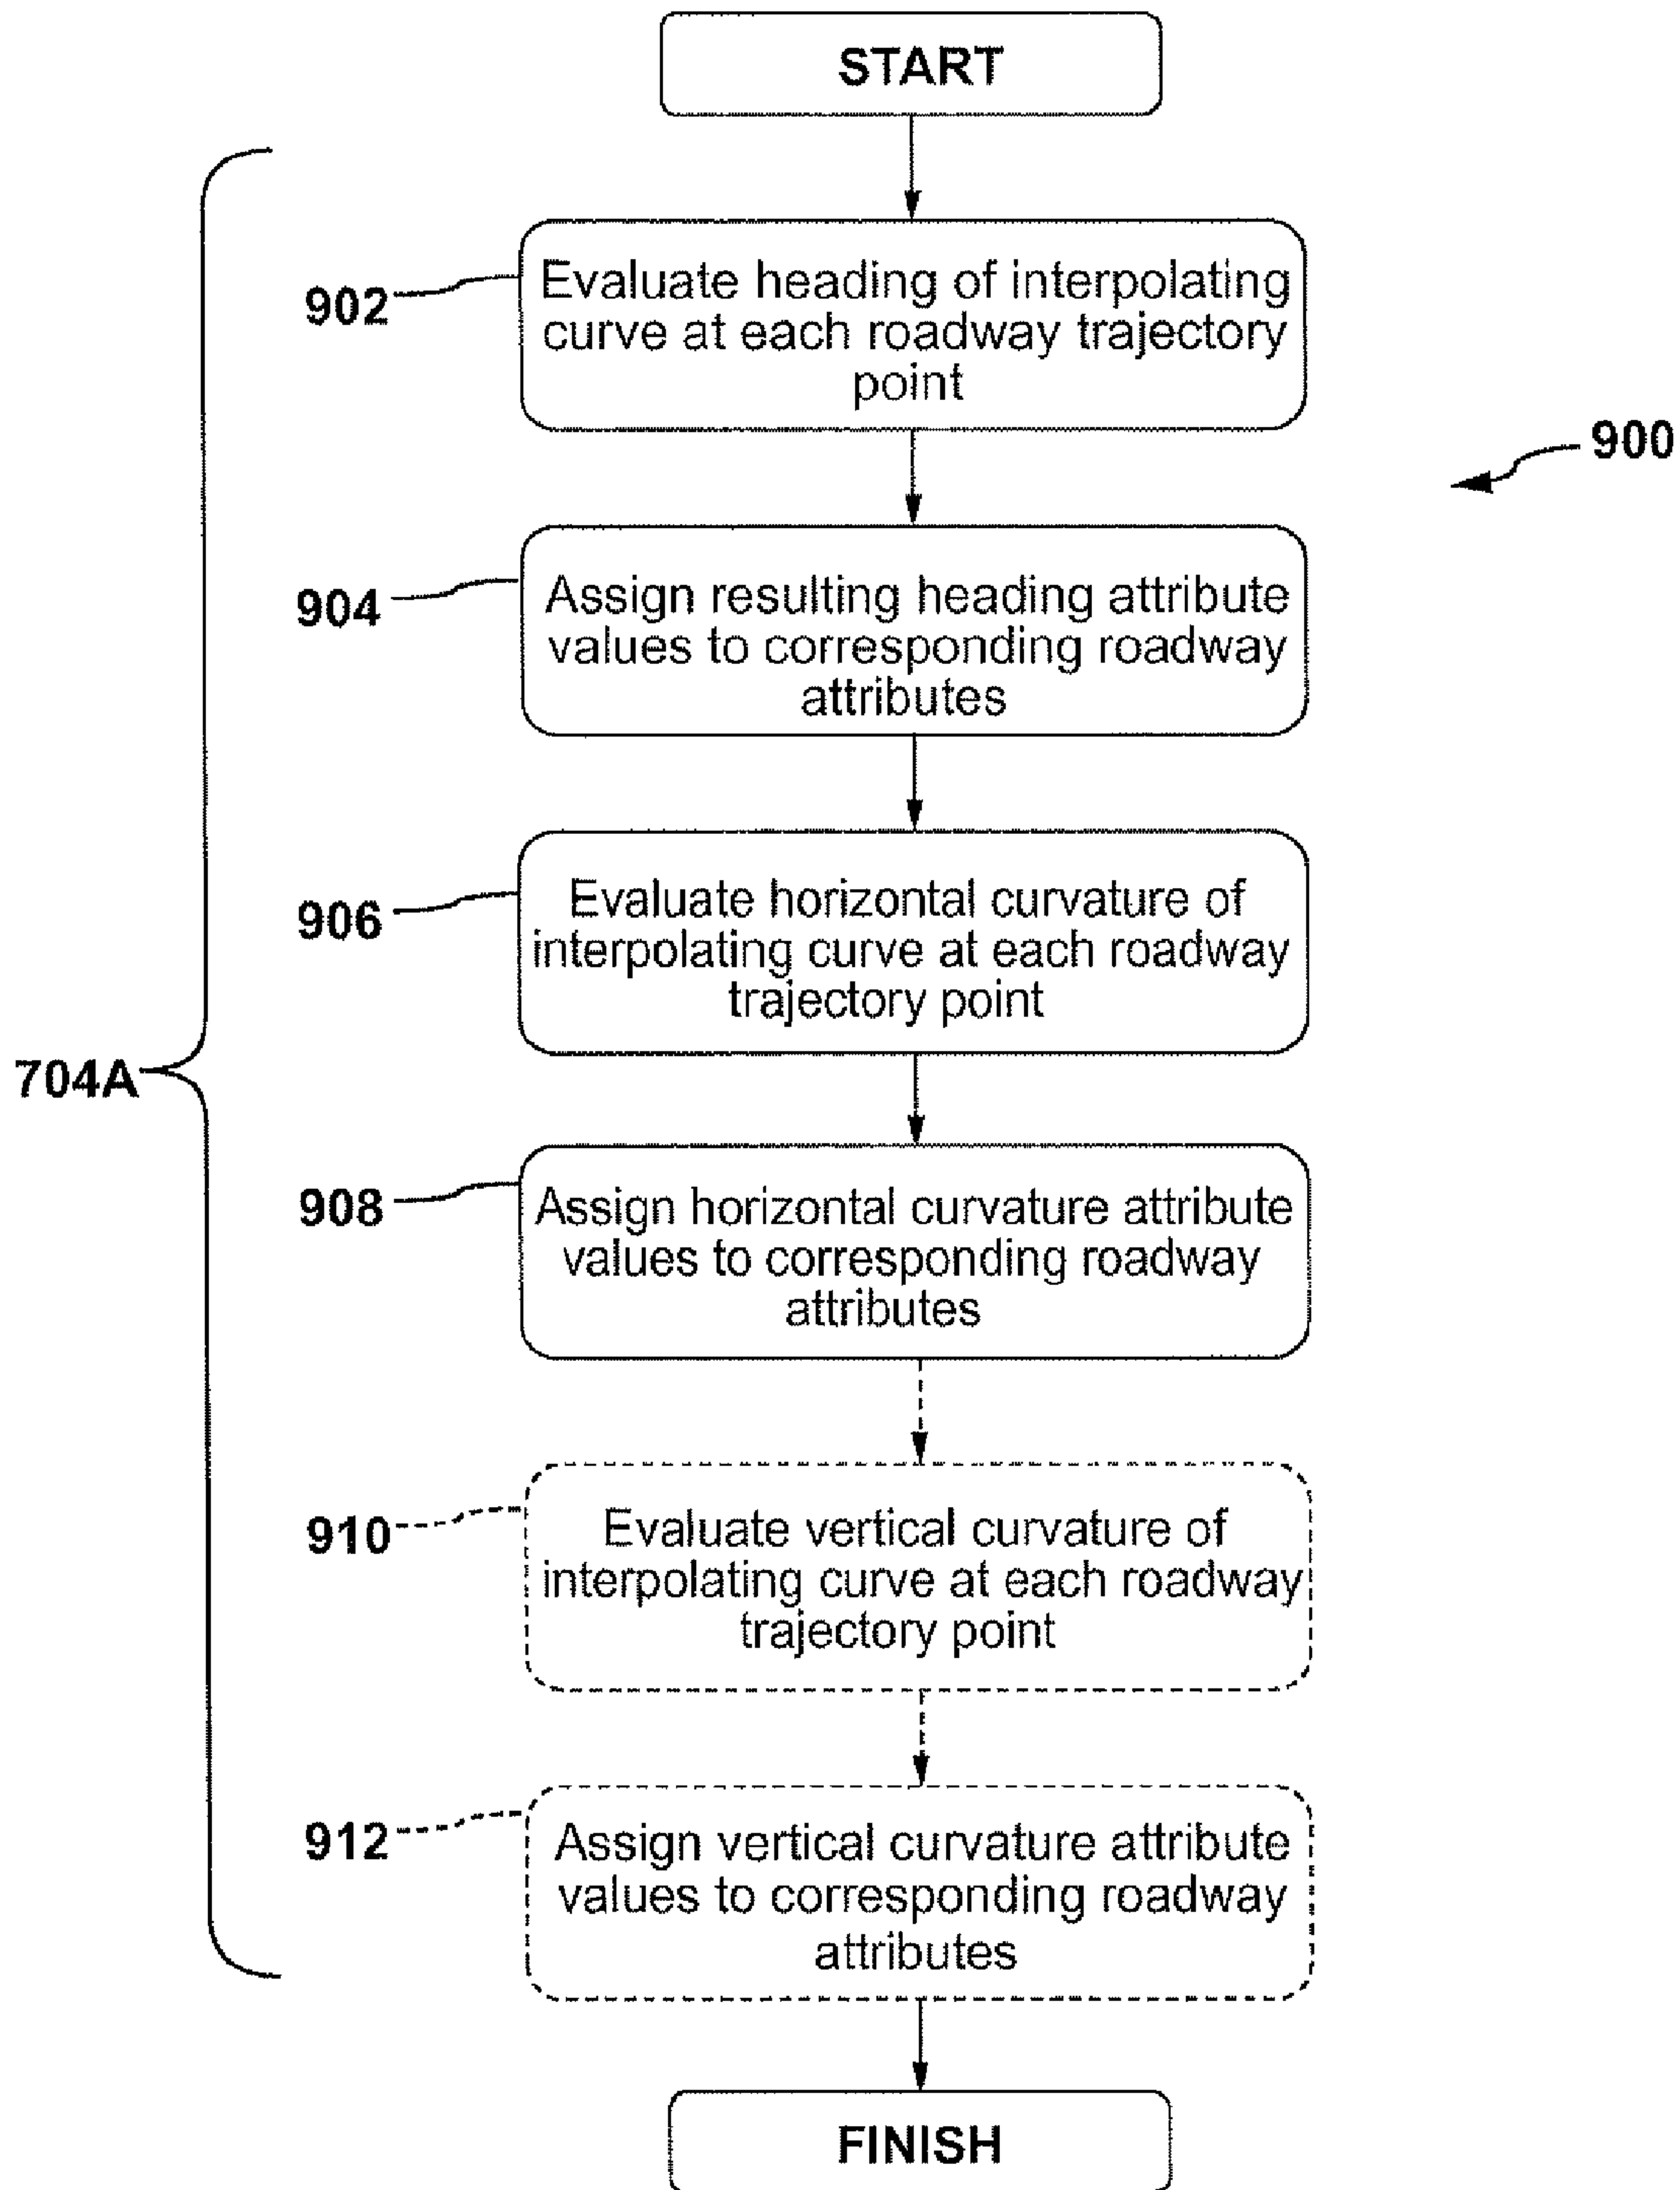 START
902
Evaluate heading of interpolating
curve at each roadway trajectory
point
900
904
Assign resulting heading attribute
values to corresponding roadway
attributes
906
Evaluate horizontal curvature of
interpolating curve at each roadway
trajectory point
704A
908
Assign horizontal curvature attribute
values to corresponding roadway
attributes
910
Evaluate vertical curvature of
interpolating curve at each roadway
trajectory point
912
Assign vertical curvature attribute
values to corresponding roadway
attributes
FINISH